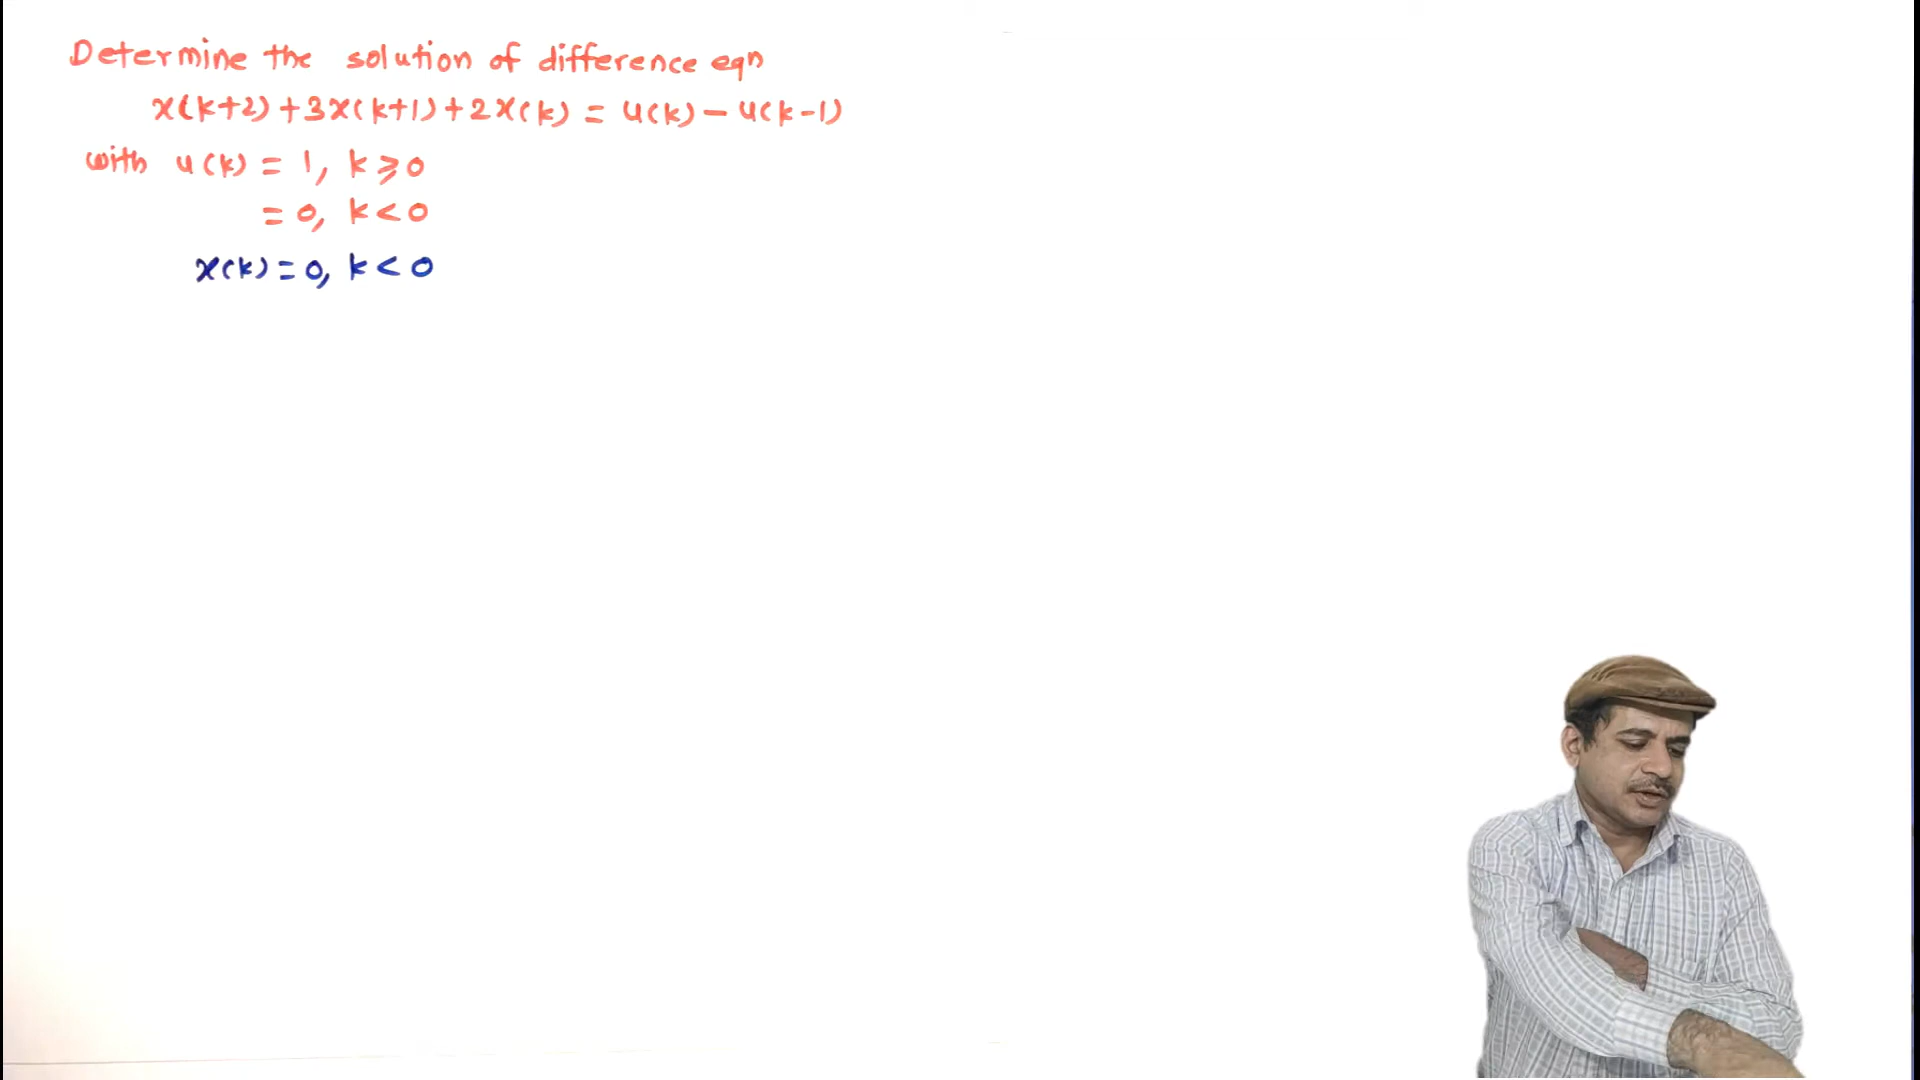 Determine the solution of difference eqn
x(k+2) + 3x(k+1) + 2x(k) = u(k) - u(k-1)
with u(k) = 1, k ≥ 0
= 0, k < 0
x(k) = 0, k < 0